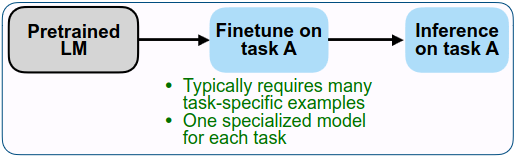 Pretrained
LM
Finetune on
task A
Inference
on task A
• Typically requires many
task-specific examples
• One specialized model
for each task